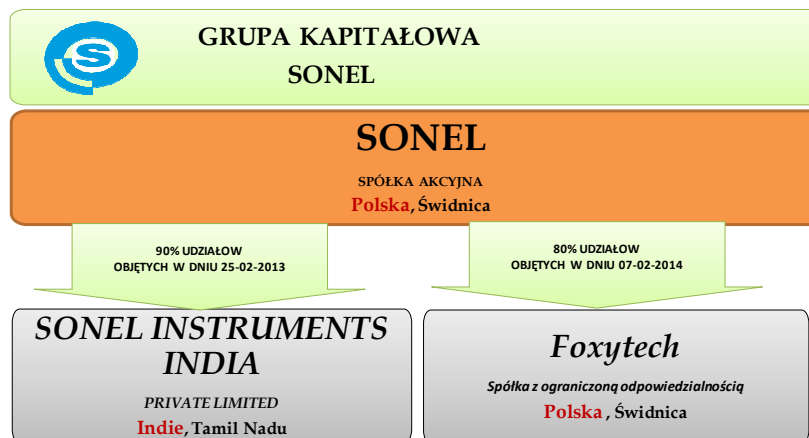 S
GRUPA KAPITAŁOWA
SONEL
SONEL
SPÓŁKA AKCYJNA
Polska, Świdnica
90% UDZIAŁOW
OBJĘTYCH W DNIU 25-02-2013
80% UDZIAŁOW
OBJĘTYCH W DNIU 07-02-2014
SONEL INSTRUMENTS
INDIA
PRIVATE LIMITED
Indie, Tamil Nadu
Foxytech
Spółka z ograniczoną odpowiedzialnością
Polska , Świdnica